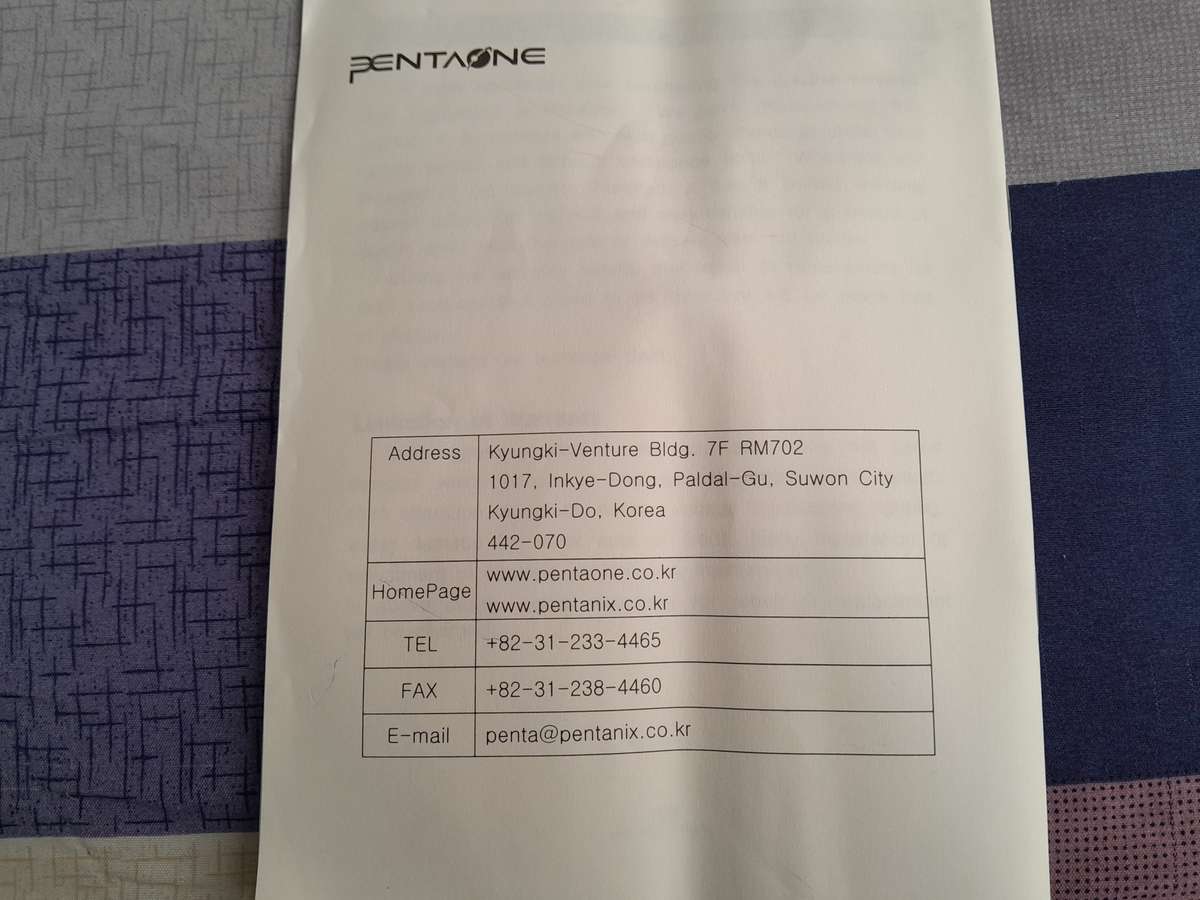 PENTAONE
Address
Kyungki-Venture Bldg. 7F RM702
1017, Inkye-Dong, Paldal-Gu, Suwon City
Kyungki-Do, Korea
442-070
HomePage
www.pentaone.co.kr
www.pentanix.co.kr
TEL +82-31-233-4465
FAX +82-31-238-4460
E-mail penta@pentanix.co.kr